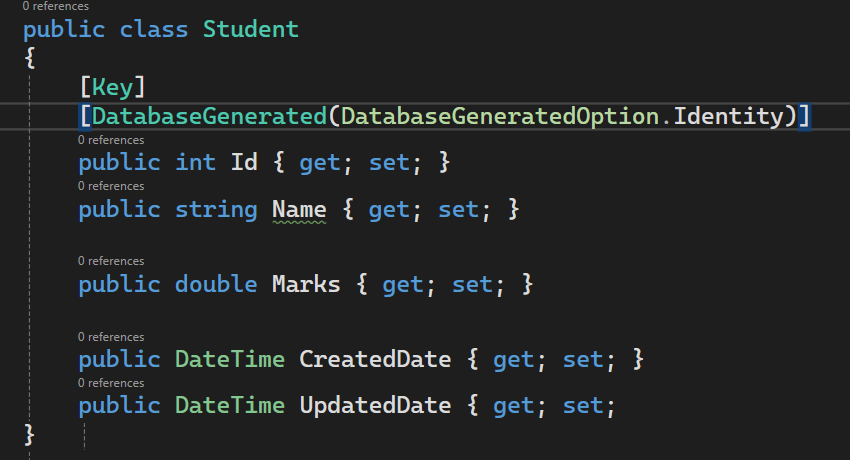 0 references
public class Student
{
[Key]
[DatabaseGenerated(DatabaseGeneratedOption.Identity)]
0 references
public int Id { get; set; }
0 references
public string Name { get; set; }
0 references
public double Marks { get; set; }
0 references
public DateTime CreatedDate { get; set; }
0 references
public DateTime UpdatedDate { get; set;
}